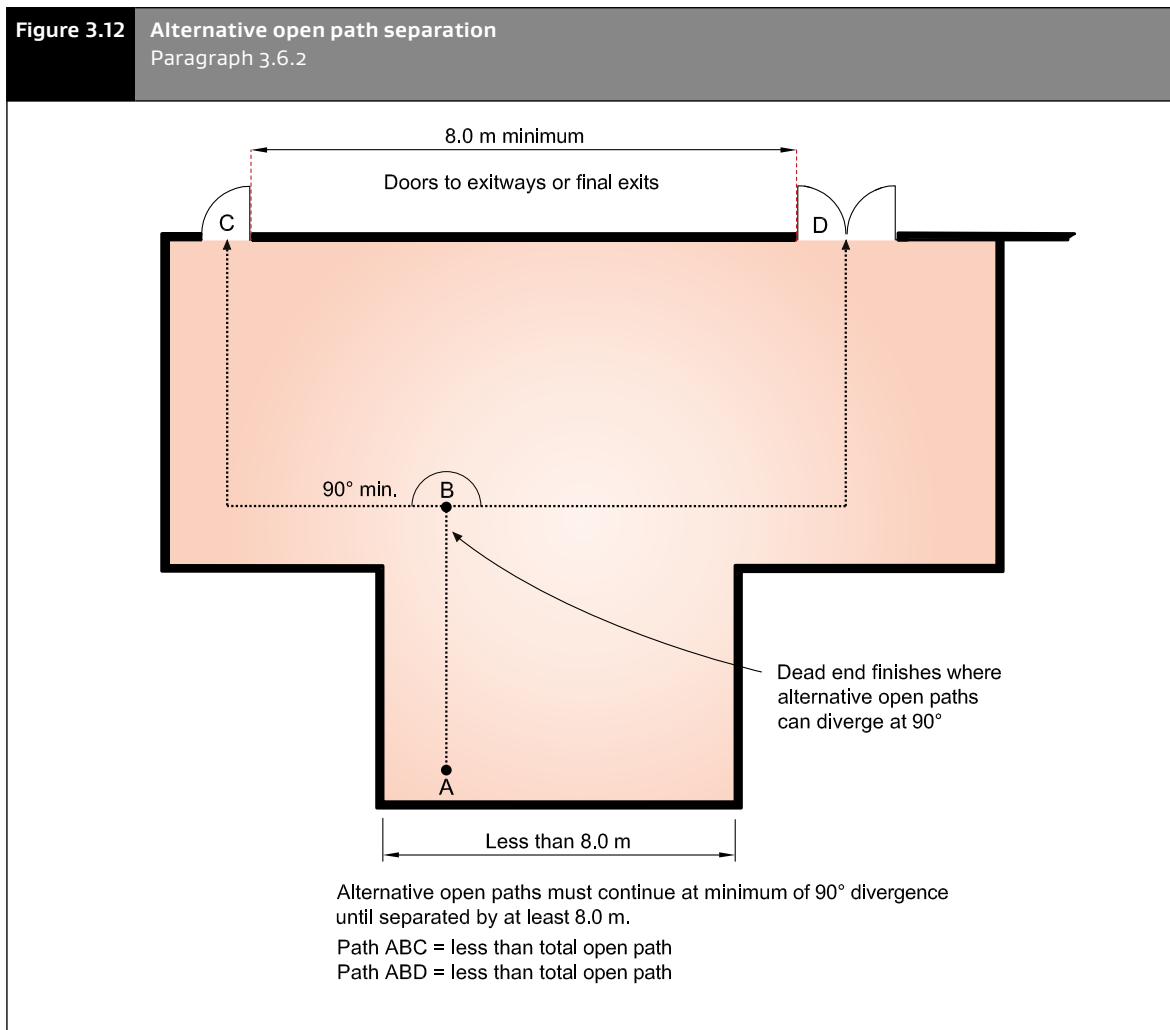 Figure 3.12
Alternative open path separation
Paragraph 3.6.2
8.0 m minimum
Doors to exitways or final exits
C
D
90° min.
B
Dead end finishes where
alternative open paths
can diverge at 90°
A
Less than 8.0 m
Alternative open paths must continue at minimum of 90° divergence
until separated by at least 8.0 m.
Path ABC = less than total open path
Path ABD = less than total open path